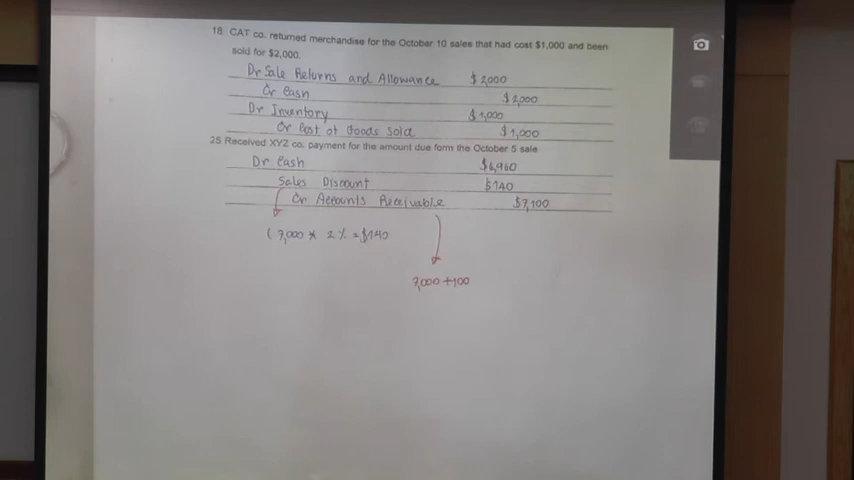 18 CAT co. returned merchandise for the October 10 sales that had cost $1,000 and been
sold for $2,000.
Dr Sale Returns and Allowance $2,000
Cr Cash $2,000
Dr Inventory $1,000
Cr Cost of Goods Sold $1,000
25 Received XYZ co. payment for the amount due form the October 5 sale
Dr Cash $6,960
Sales Discount $140
Cr Accounts Receivable $7,100
(7,000 * 2% = $140
7,000 + 100